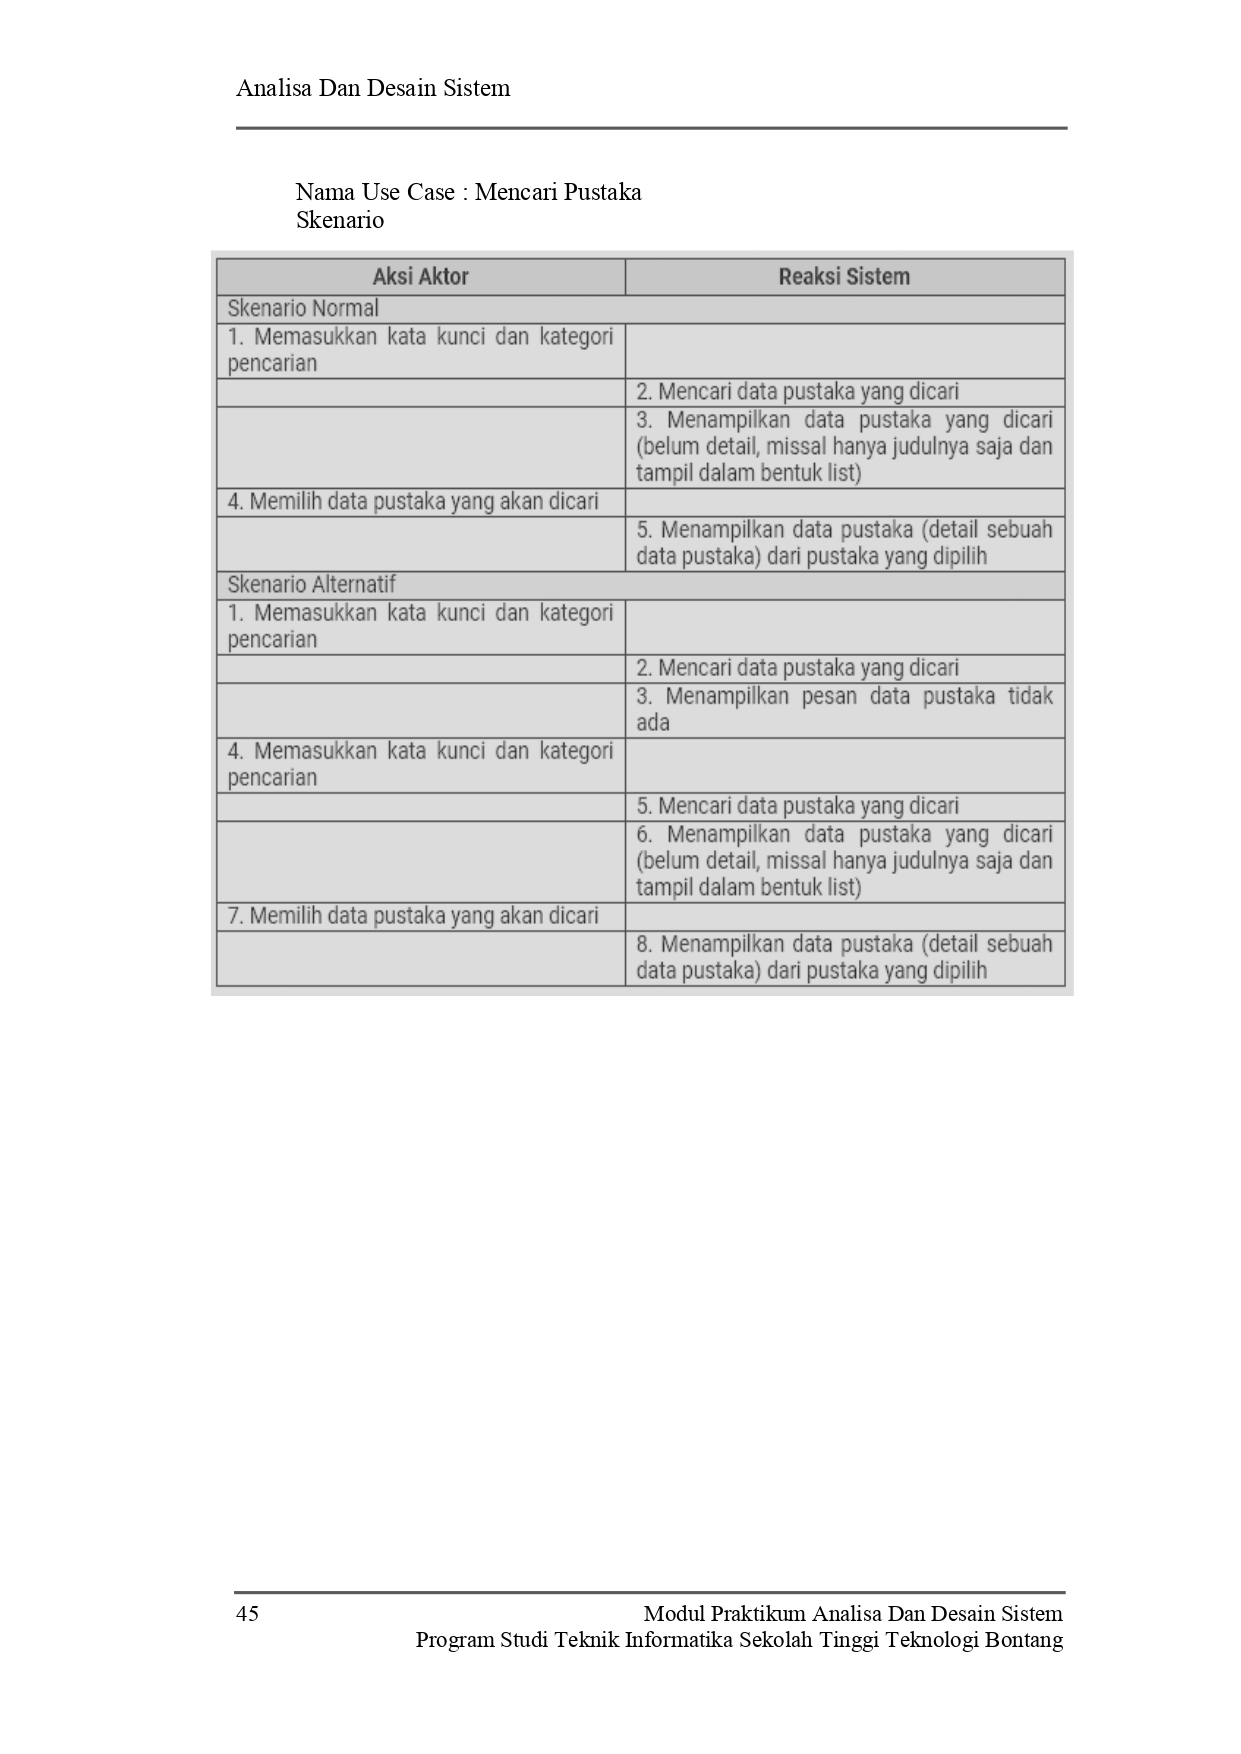 Analisa Dan Desain Sistem
Nama Use Case : Mencari Pustaka
Skenario
Aksi Aktor
Reaksi Sistem
Skenario Normal
1. Memasukkan kata kunci dan kategori
pencarian
2. Mencari data pustaka yang dicari
3. Menampilkan data pustaka yang dicari
(belum detail, missal hanya judulnya saja dan
tampil dalam bentuk list)
4. Memilih data pustaka yang akan dicari
5. Menampilkan data pustaka (detail sebuah
data pustaka) dari pustaka yang dipilih
Skenario Alternatif
1. Memasukkan kata kunci dan kategori
pencarian
2. Mencari data pustaka yang dicari
3. Menampilkan pesan data pustaka tidak
ada
4. Memasukkan kata kunci dan kategori
pencarian
5. Mencari data pustaka yang dicari
6. Menampilkan data pustaka yang dicari
(belum detail, missal hanya judulnya saja dan
tampil dalam bentuk list)
7. Memilih data pustaka yang akan dicari
8. Menampilkan data pustaka (detail sebuah
data pustaka) dari pustaka yang dipilih
45
Modul Praktikum Analisa Dan Desain Sistem
Program Studi Teknik Informatika Sekolah Tinggi Teknologi Bontang